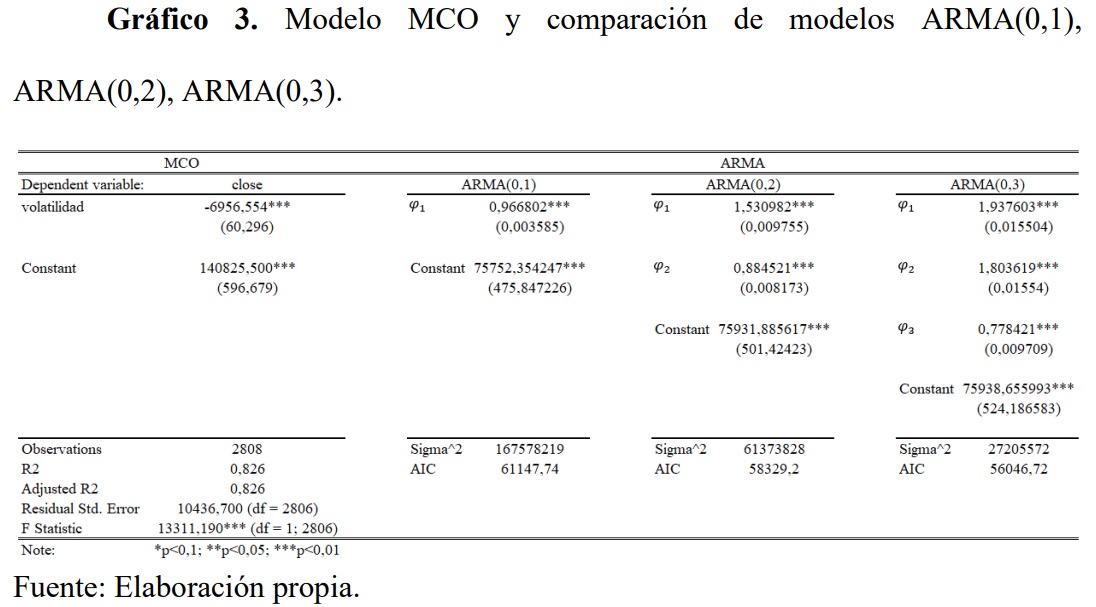 Gráfico 3. Modelo MCO y comparación de modelos ARMA(0,1),
ARMA(0,2), ARMA(0,3).
MCO ARMA
Dependent variable: close ARMA(0,1) ARMA(0,2) ARMA(0,3)
volatilidad -6956,554*** φ₁ 0,966802*** φ₁ 1,530982*** φ₁ 1,937603***
(60,296) (0,003585) (0,009755) (0,015504)
Constant 140825,500*** Constant 75752,354247*** φ₂ 0,884521*** φ₂ 1,803619***
(596,679) (475,847226) (0,008173) (0,01554)
Constant 75931,885617*** φ₃ 0,778421***
(501,42423) (0,009709)
Constant 75938,655993***
(524,186583)
Observations 2808 Sigma^2 167578219 Sigma^2 61373828 Sigma^2 27205572
R2 0,826 AIC 61147,74 AIC 58329,2 AIC 56046,72
Adjusted R2 0,826
Residual Std. Error 10436,700 (df = 2806)
F Statistic 13311,190*** (df = 1; 2806)
Note: *p<0,1; **p<0,05; ***p<0,01
Fuente: Elaboración propia.